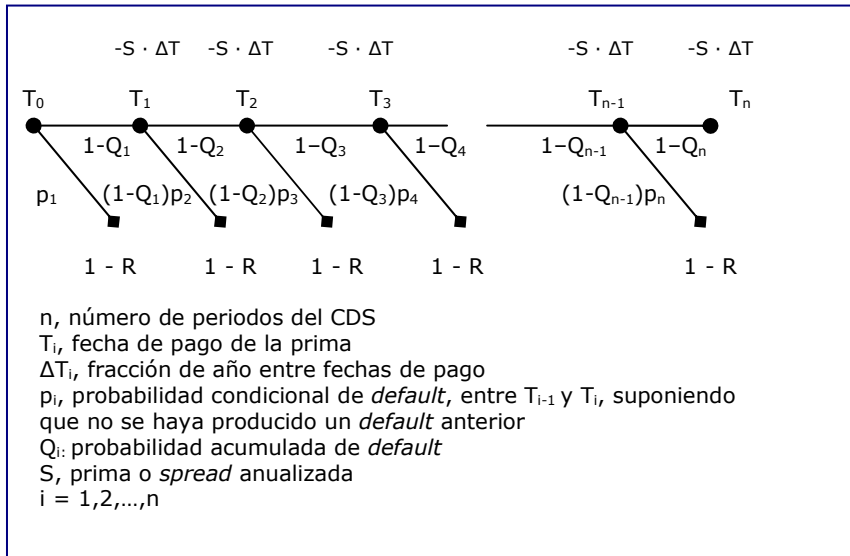 -S · ΔT -S · ΔT -S · ΔT -S · ΔT -S · ΔT
T₀ T₁ T₂ T₃ Tₙ₋₁ Tₙ
1-Q₁ 1-Q₂ 1–Q₃ 1–Q₄ 1–Qₙ₋₁ 1–Qₙ
p₁ (1-Q₁)p₂ (1-Q₂)p₃ (1-Q₃)p₄ (1-Qₙ₋₁)pₙ
1 - R 1 - R 1 - R 1 - R 1 - R
n, número de periodos del CDS
Tᵢ, fecha de pago de la prima
ΔTᵢ, fracción de año entre fechas de pago
pᵢ, probabilidad condicional de default, entre Tᵢ₋₁ y Tᵢ, suponiendo
que no se haya producido un default anterior
Qᵢ: probabilidad acumulada de default
S, prima o spread anualizada
i = 1,2,…,n